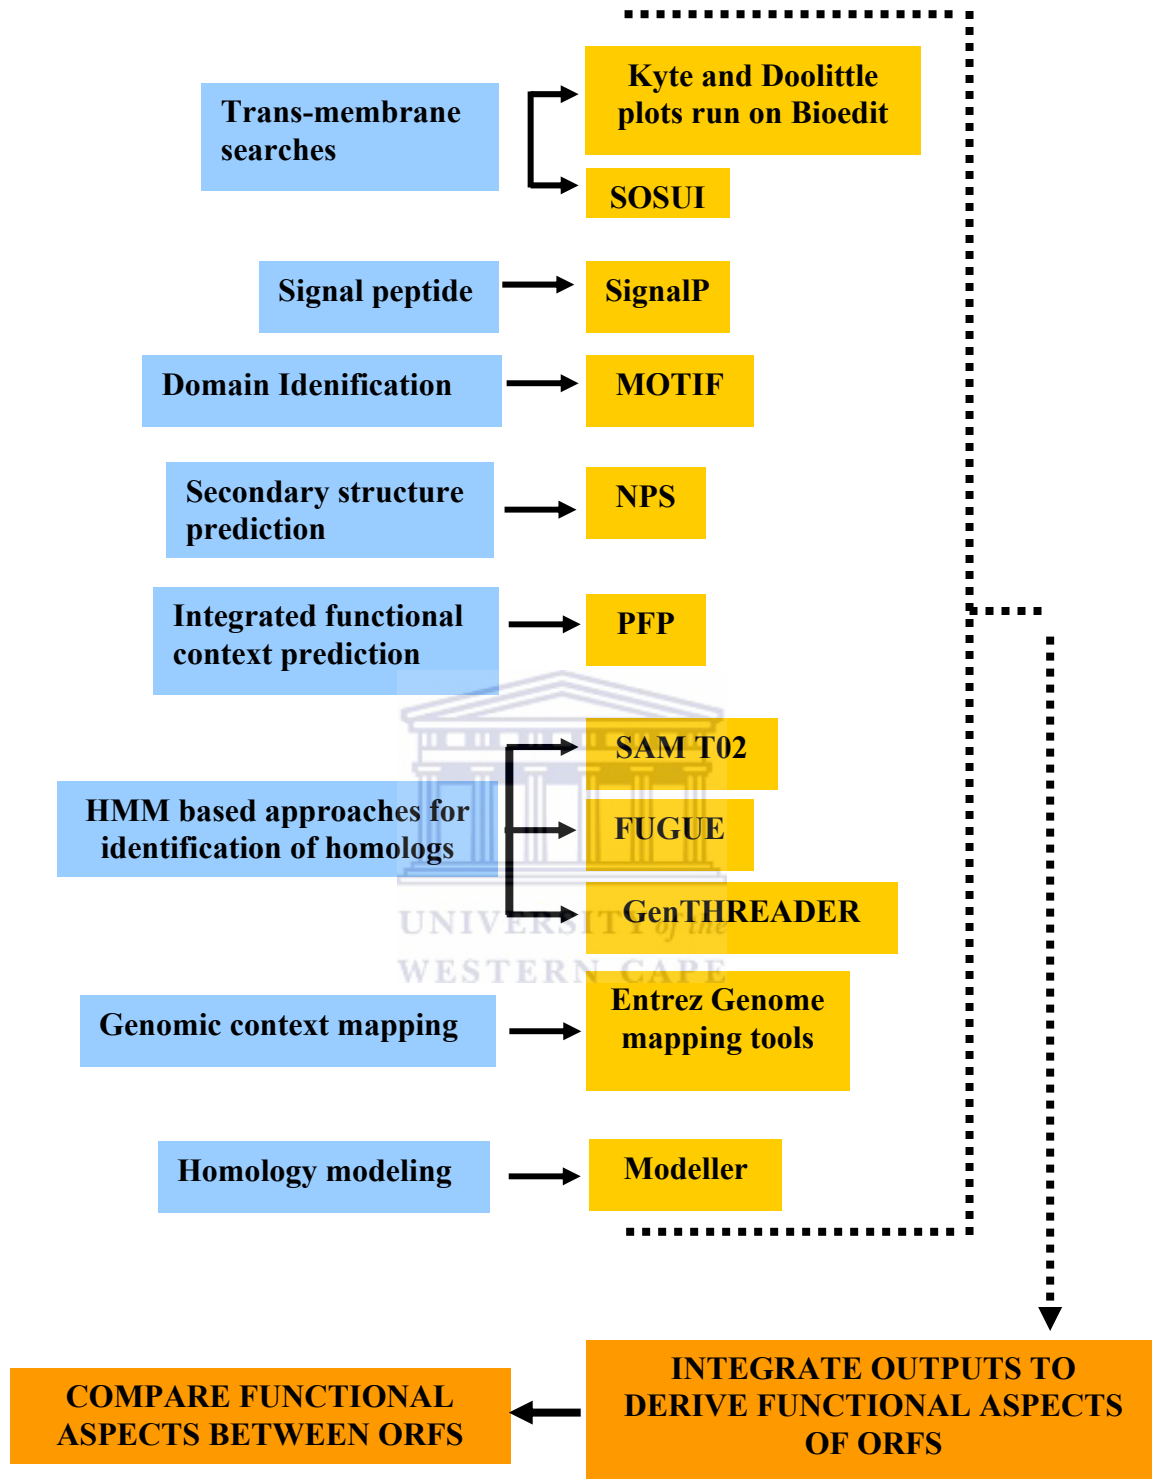 Trans-membrane
searches
Kyte and Doolittle
plots run on Bioedit
SOSUI
Signal peptide
SignalP
Domain Idenification
MOTIF
Secondary structure
prediction
NPS
Integrated functional
context prediction
PFP
HMM based approaches for
identification of homologs
SAM T02
FUGUE
GenTHREADER
UNIVERSITY of the
WESTERN CAPE
Genomic context mapping
Entrez Genome
mapping tools
Homology modeling
Modeller
INTEGRATE OUTPUTS TO
DERIVE FUNCTIONAL ASPECTS
OF ORFS
COMPARE FUNCTIONAL
ASPECTS BETWEEN ORFS